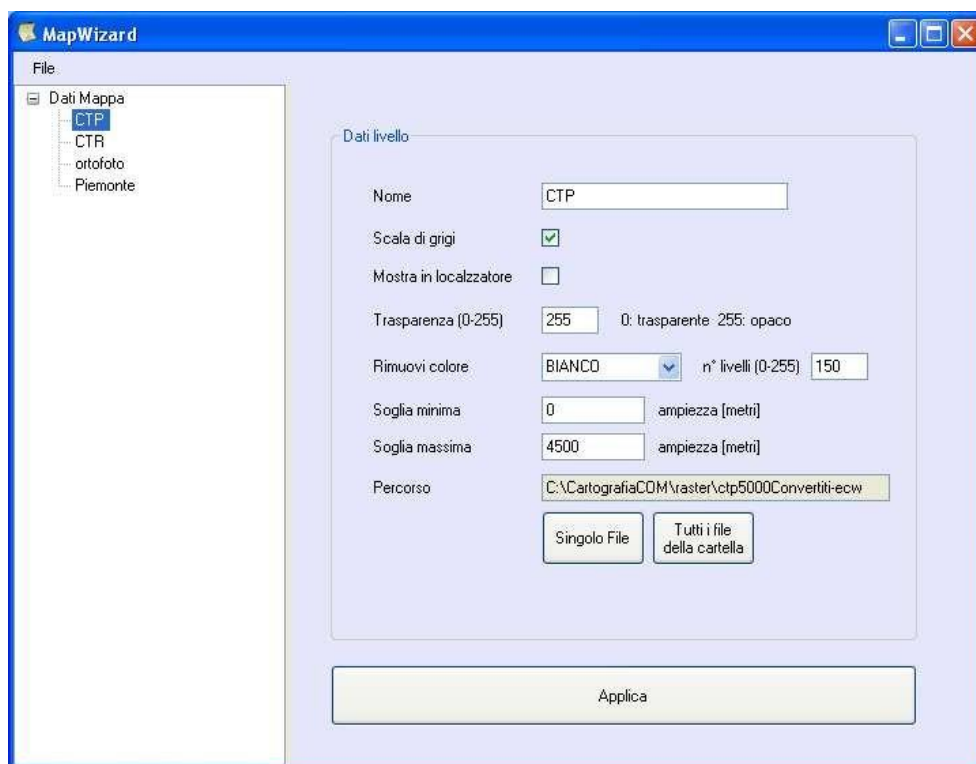 MapWizard
File
Dati Mappa
CTP
CTR
ortofoto
Piemonte
Dati livello
Nome CTP
Scala di grigi
Mostra in localzzatore
Trasparenza (0-255) 255 0: trasparente 255: opaco
Rimuovi colore BIANCO n° livelli (0-255) 150
Soglia minima 0 ampiezza [metri]
Soglia massima 4500 ampiezza [metri]
Percorso C:\CartografiaCOM\raster\ctp5000Convertiti-ecw
Singolo File
Tutti i file
della cartella
Applica